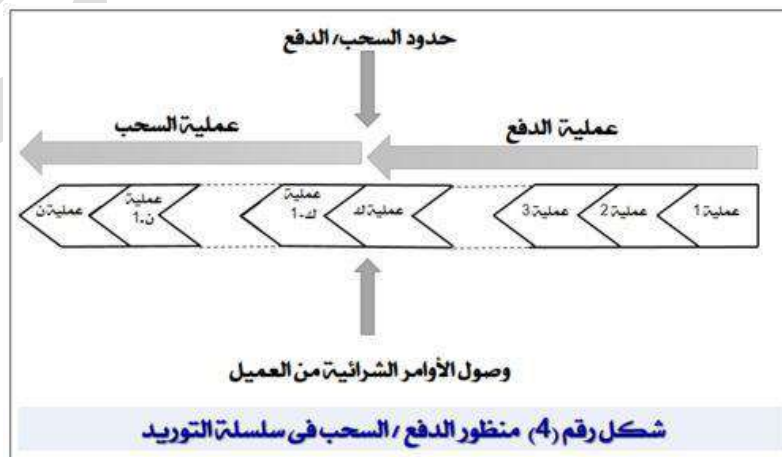 حدود السحب/ الدفع
عملية الدفع
عملية السحب
عملية 1
عملية 2
عملية 3
عملية ك
عملية
ك-1
عملية
ن-1
عملية ن
وصول الأوامر الشرائية من العميل
شكل رقم (4) منظور الدفع / السحب فى سلسلة التوريد